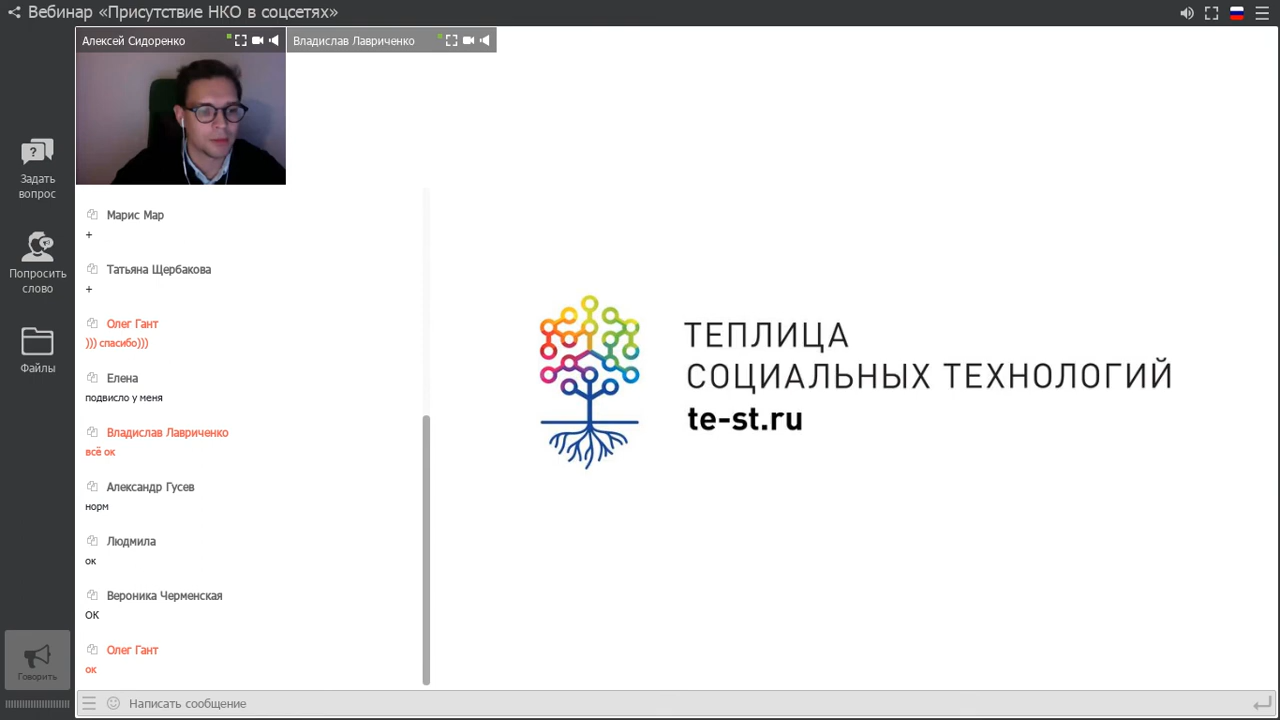 Вебинар «Присутствие НКО в соцсетях»
Алексей Сидоренко
Владислав Лавриченко
Задать
вопрос
Попросить
слово
Файлы
Говорить
Марис Мар
+
Татьяна Щербакова
+
Олег Гант
))) спасибо)))
Елена
подвисло у меня
Владислав Лавриченко
всё ок
Александр Гусев
норм
Людмила
ок
Вероника Черменская
ОК
Олег Гант
ок
Написать сообщение
ТЕПЛИЦА
СОЦИАЛЬНЫХ ТЕХНОЛОГИЙ
te-st.ru